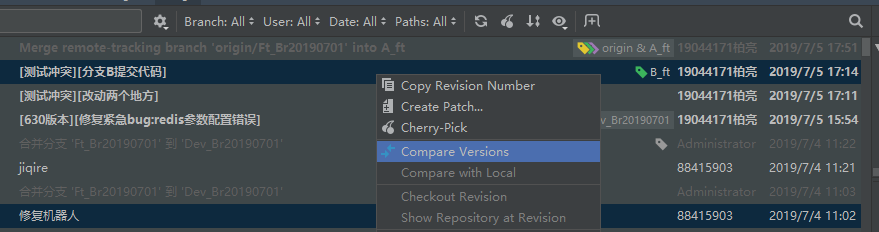 Branch: All User: All Date: All Paths: All
Merge remote-tracking branch 'origin/Ft_Br20190701' into A_ft origin & A_ft 19044171柏亮 2019/7/5 17:51
[测试冲突][分支B提交代码] B_ft 19044171柏亮 2019/7/5 17:14
Copy Revision Number
[测试冲突][改动两个地方] 19044171柏亮 2019/7/5 17:11
Create Patch...
[630版本][修复紧急bug:redis参数配置错误] ev_Br20190701 19044171柏亮 2019/7/5 15:54
Cherry-Pick
合并分支 'Ft_Br20190701' 到 'Dev_Br20190701' Administrator 2019/7/4 11:22
Compare Versions
jiqire 88415903 2019/7/4 11:21
Compare with Local
合并分支 'Ft_Br20190701' 到 'Dev_Br20190701' Administrator 2019/7/4 11:03
Checkout Revision
修复机器人 88415903 2019/7/4 11:02
Show Repository at Revision